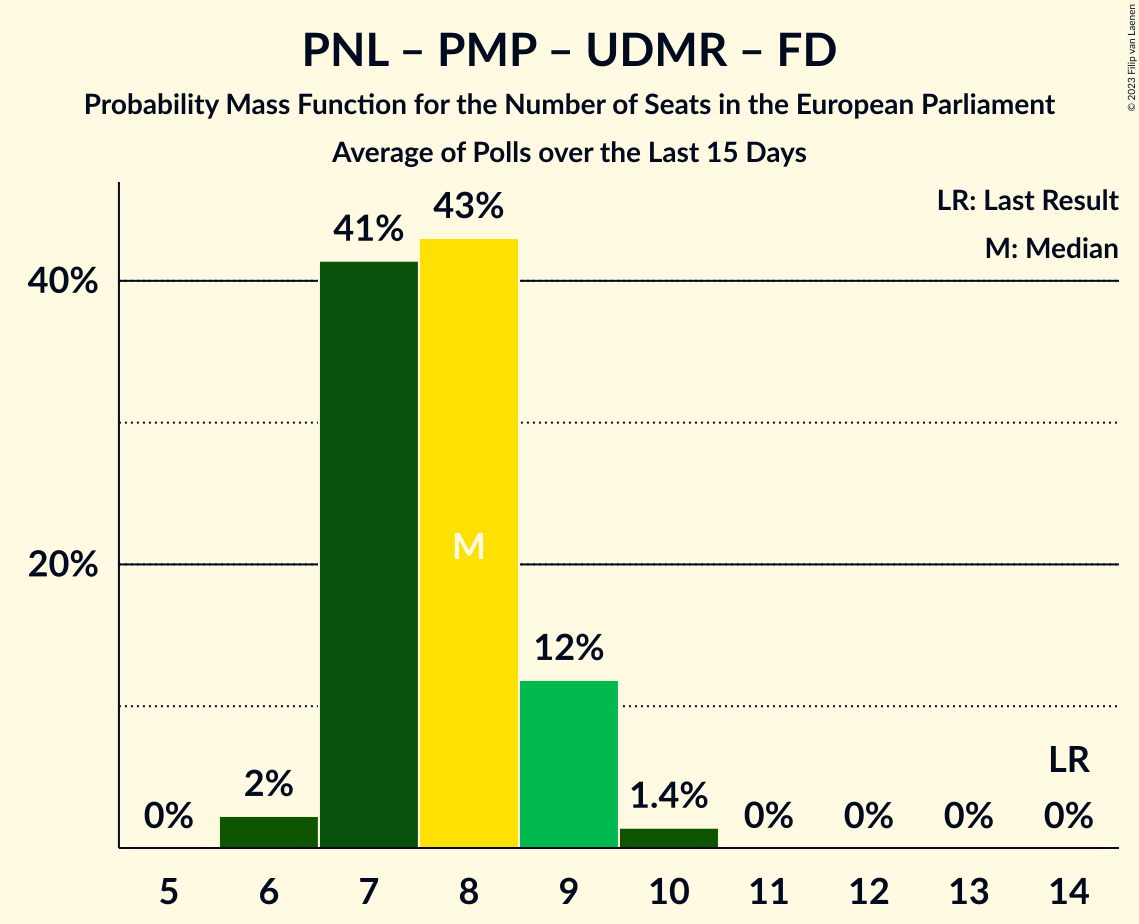 PNL – PMP – UDMR – FD
Probability Mass Function for the Number of Seats in the European Parliament
Average of Polls over the Last 15 Days
© 2023 Filip van Laenen
LR: Last Result
M: Median
40%
20%
0%
2%
41%
43%
M
12%
1.4%
0%
0%
0%
LR
0%
5 6 7 8 9 10 11 12 13 14